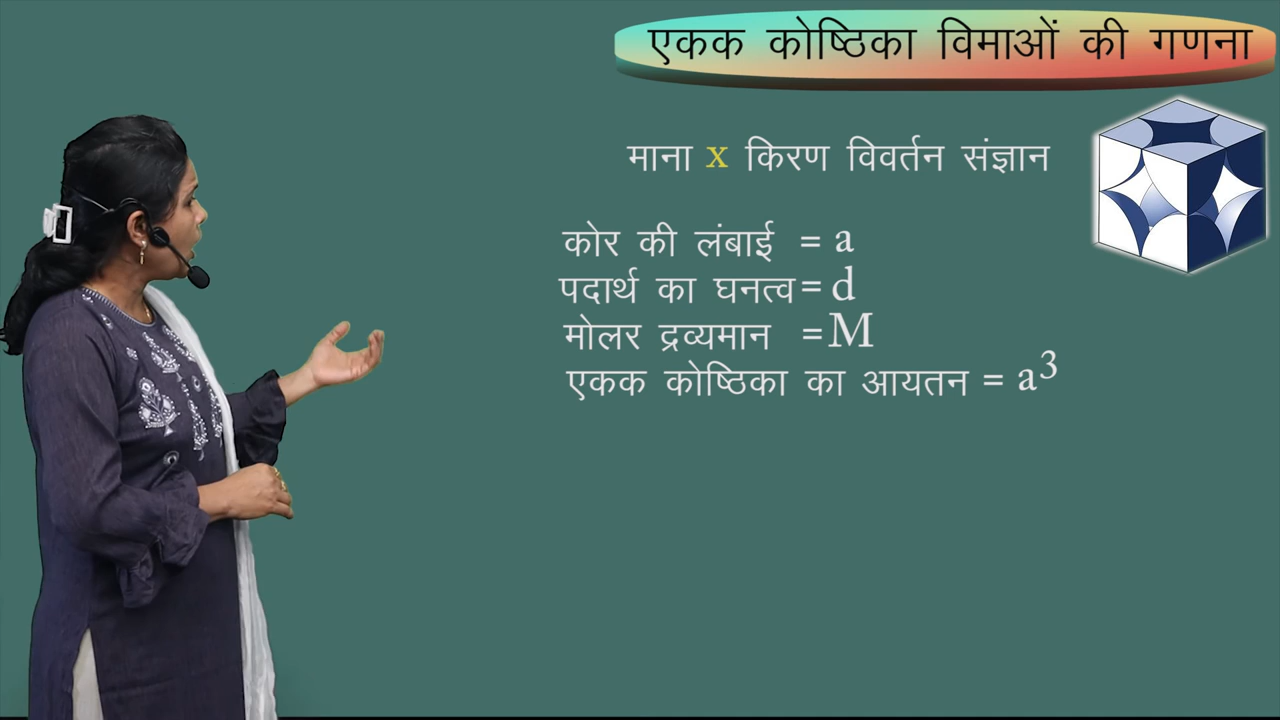 एकक कोष्ठिका विमाओं की गणना
माना x किरण विवर्तन संज्ञान
कोर की लंबाई = a
पदार्थ का घनत्व = d
मोलर द्रव्यमान = M
एकक कोष्ठिका का आयतन = a³